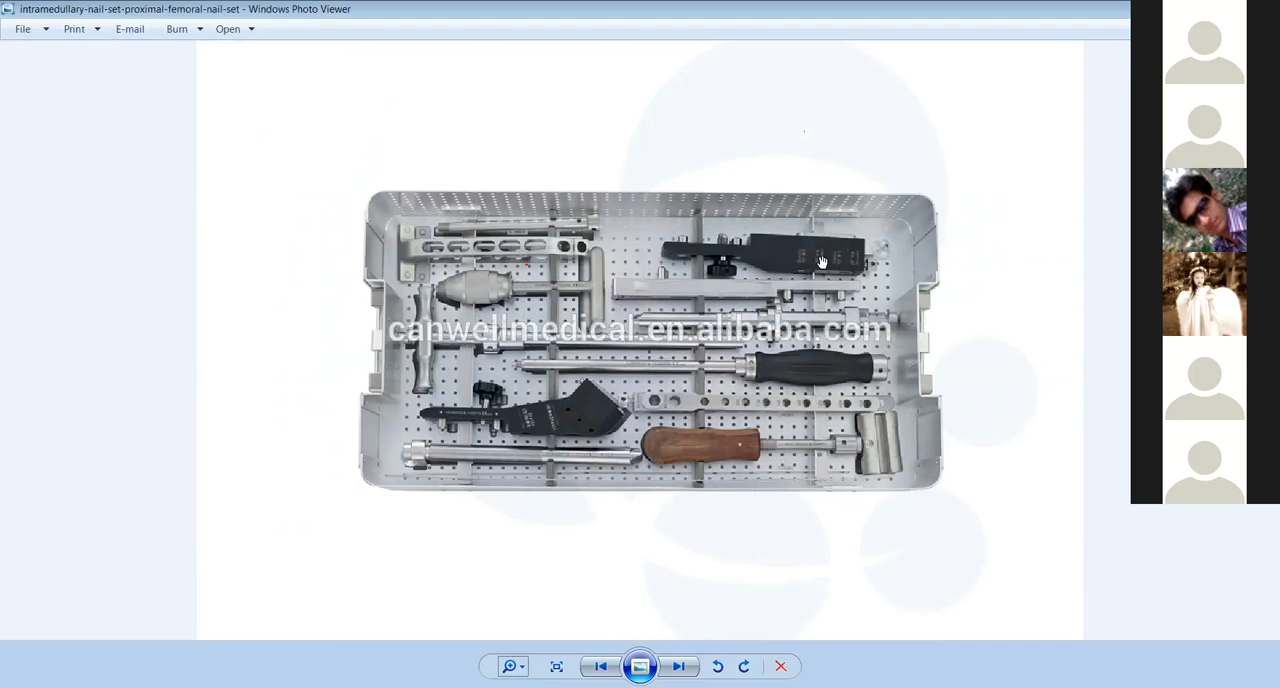 intramedullary-nail-set-proximal-femoral-nail-set - Windows Photo Viewer
File Print E-mail Burn Open
canwellmedical.en.alibaba.com